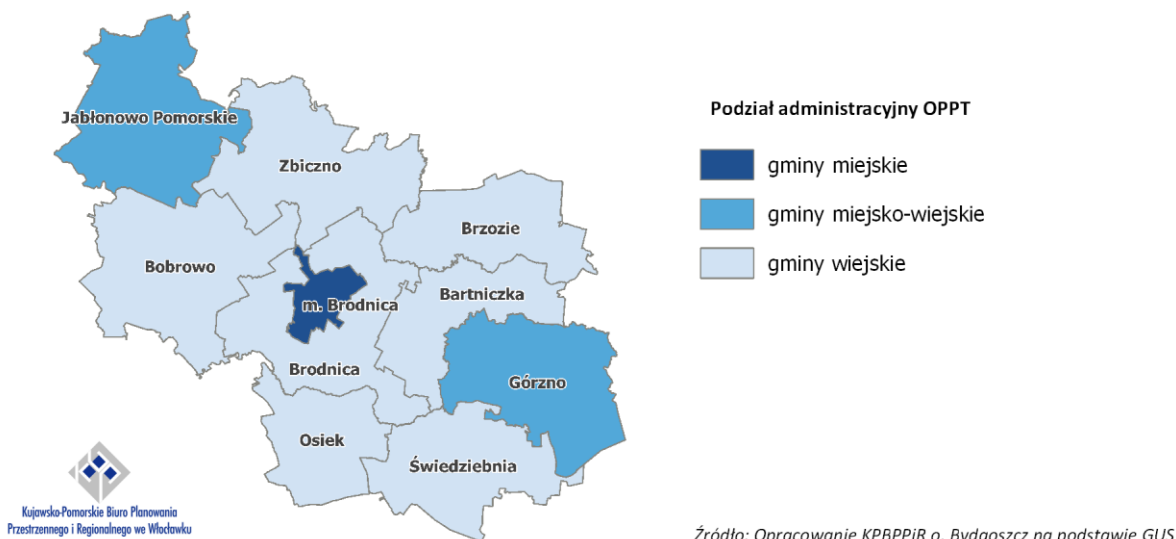 Jabłonowo Pomorskie
Zbiczno
Brzozie
Bobrowo
Bartniczka
m. Brodnica
Brodnica
Górzno
Osiek
Świedziebnia
Podział administracyjny OPPT
gminy miejskie
gminy miejsko-wiejskie
gminy wiejskie
Kujawsko-Pomorskie Biuro Planowania
Przestrzennego i Regionalnego we Włocławku
Źródło: Opracowanie KPBPPiR o. Bydgoszcz na podstawie GUS